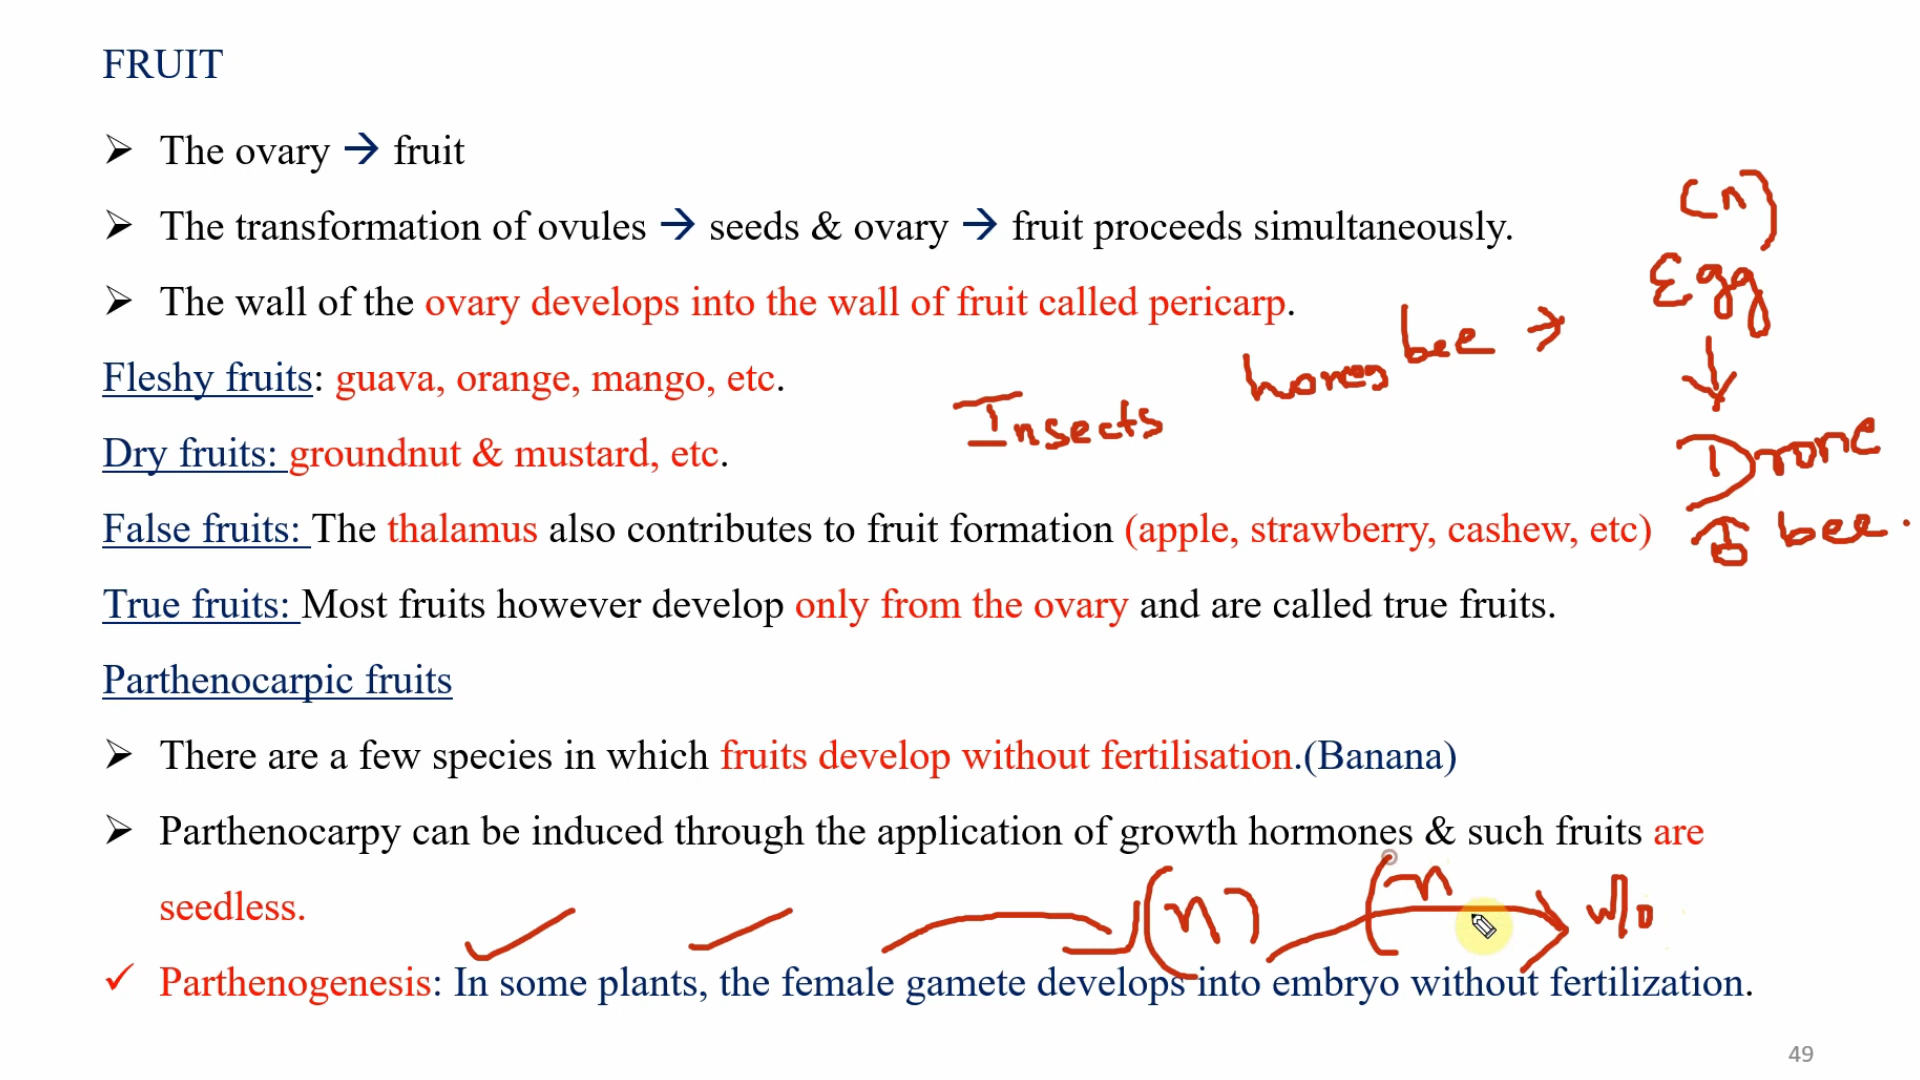 FRUIT
➢ The ovary → fruit
➢ The transformation of ovules → seeds & ovary → fruit proceeds simultaneously.
➢ The wall of the ovary develops into the wall of fruit called pericarp.
Fleshy fruits: guava, orange, mango, etc.
Dry fruits: groundnut & mustard, etc.
False fruits: The thalamus also contributes to fruit formation (apple, strawberry, cashew, etc)
True fruits: Most fruits however develop only from the ovary and are called true fruits.
Parthenocarpic fruits
➢ There are a few species in which fruits develop without fertilisation.(Banana)
➢ Parthenocarpy can be induced through the application of growth hormones & such fruits are
seedless.
✓ Parthenogenesis: In some plants, the female gamete develops into embryo without fertilization.
Insects
bee →
(n)
Egg
↓
Drone
bee.
(n)
(n
w/o
49